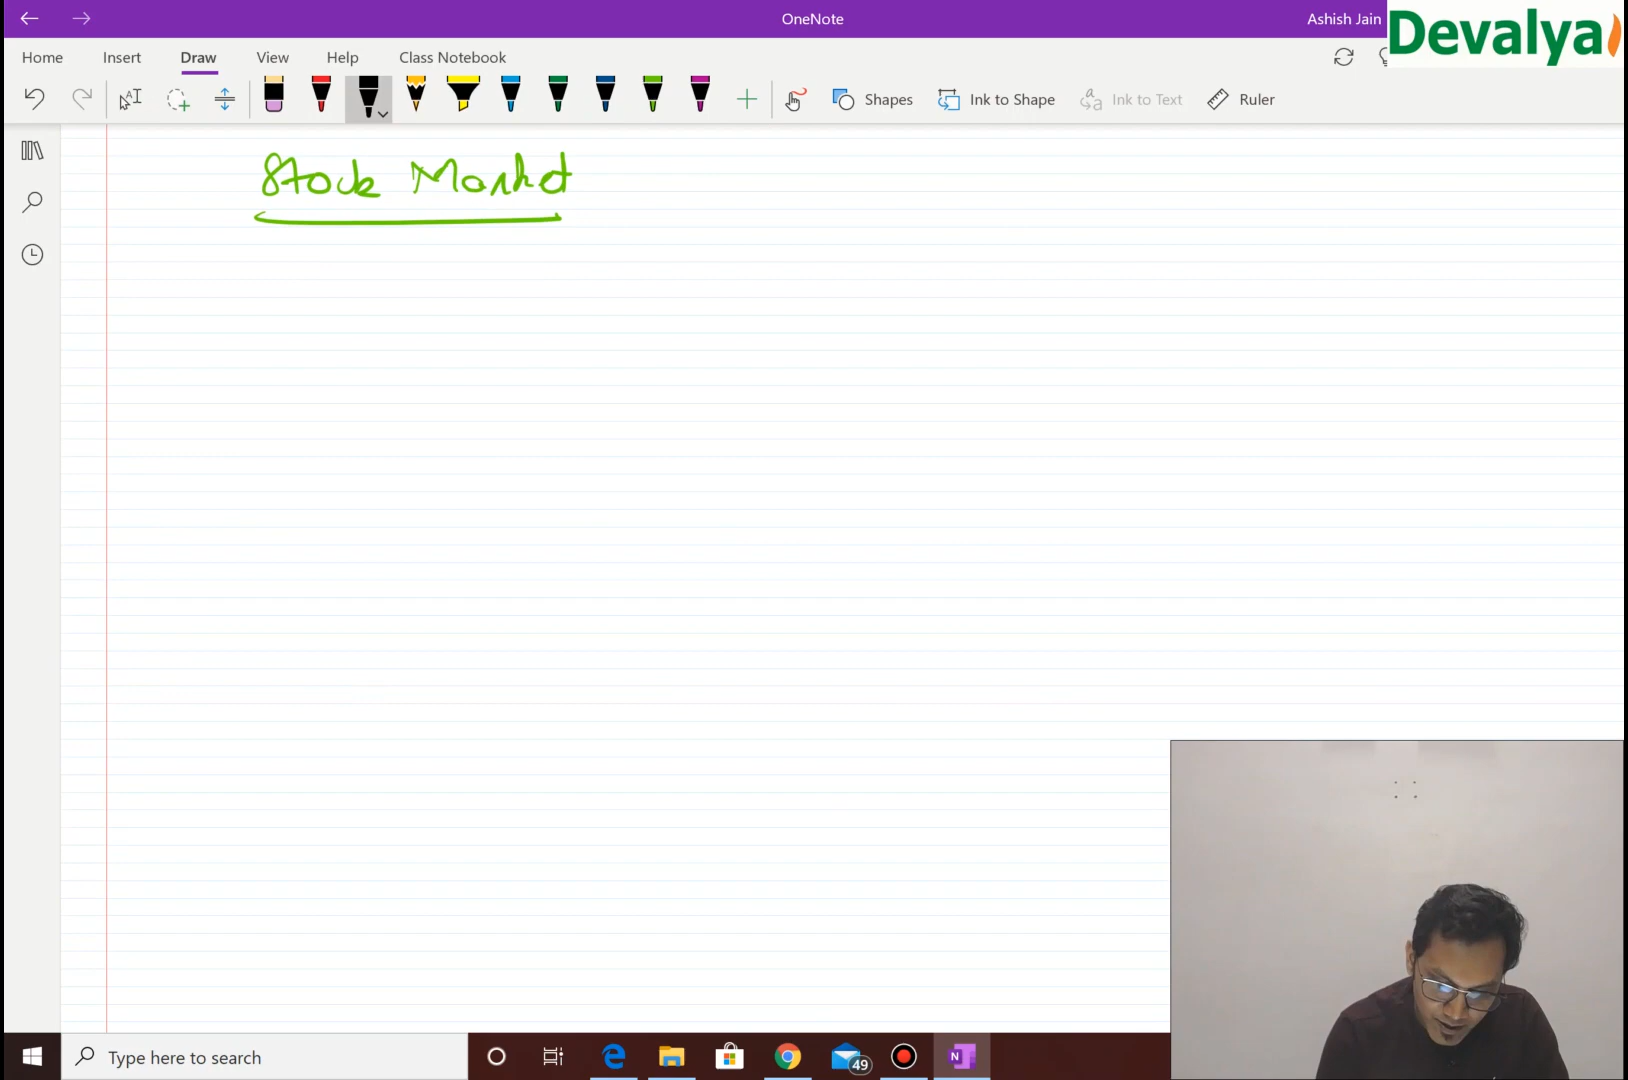 OneNote
Ashish Jain
Devalya
Home Insert Draw View Help Class Notebook
Shapes Ink to Shape Ink to Text Ruler
Stock Market
Type here to search
49
N